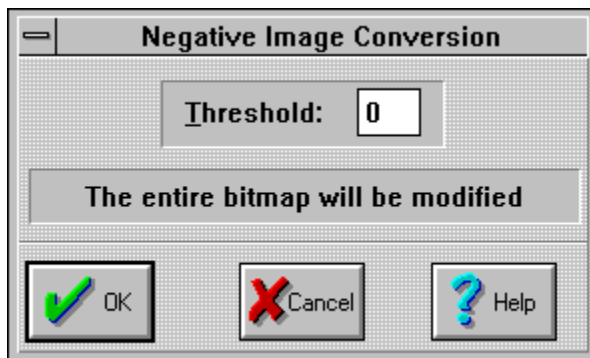 Negative Image Conversion
Threshold: 0
The entire bitmap will be modified
OK Cancel Help